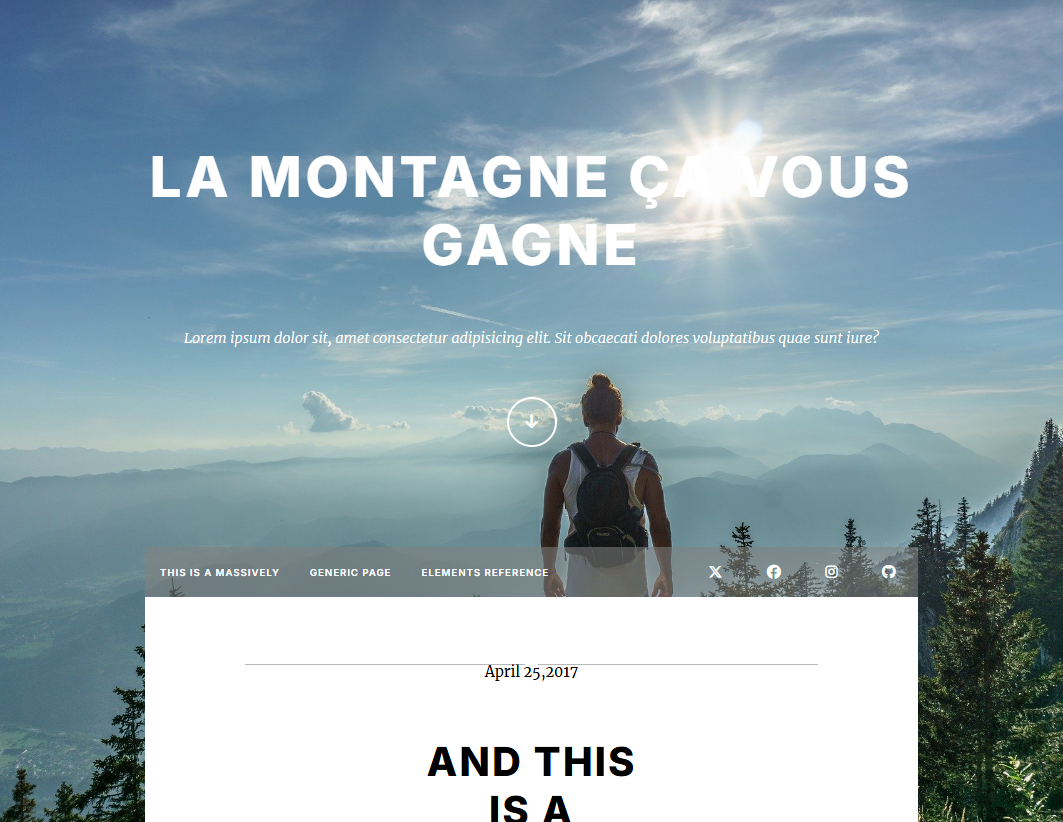 LA MONTAGNE ÇA VOUS
GAGNE
Lorem ipsum dolor sit, amet consectetur adipisicing elit. Sit obcaecati dolores voluptatibus quae sunt iure?
THIS IS A MASSIVELY GENERIC PAGE ELEMENTS REFERENCE
April 25,2017
AND THIS
IS A